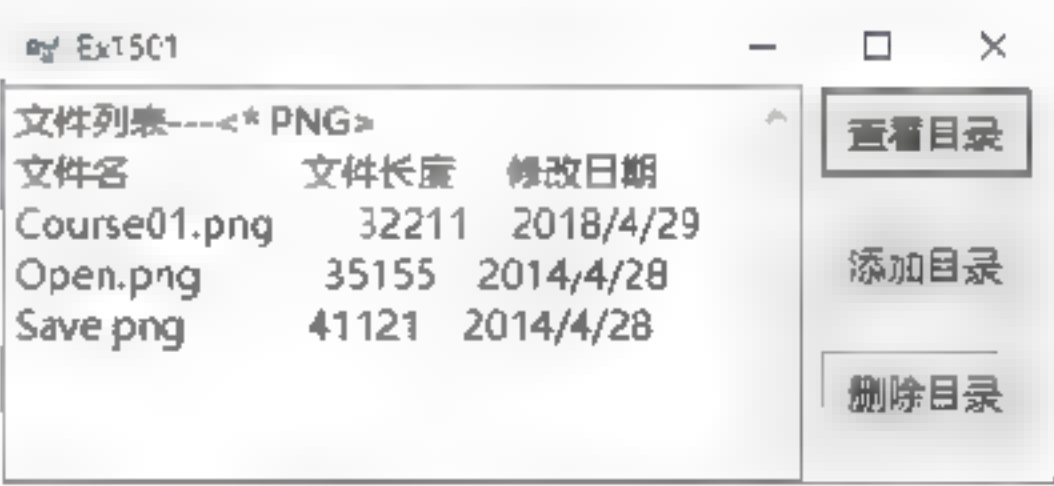 Ex1501
文件列表---<*.PNG>
文件名 文件长度 修改日期
Course01.png 32211 2018/4/29
Open.png 35155 2014/4/28
Save.png 41121 2014/4/28
查看目录
添加目录
删除目录